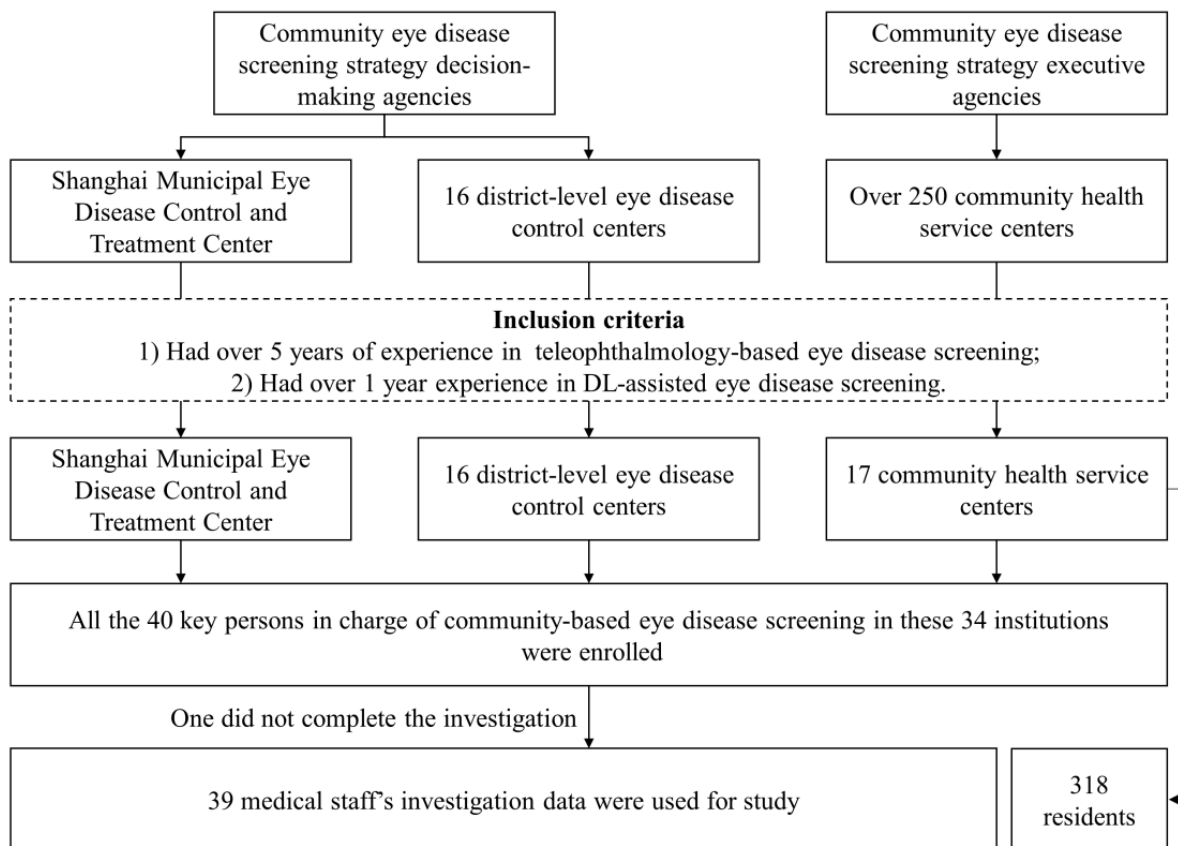 Community eye disease
screening strategy decision-
making agencies
Community eye disease
screening strategy executive
agencies
Shanghai Municipal Eye
Disease Control and
Treatment Center
16 district-level eye disease
control centers
Over 250 community health
service centers
Inclusion criteria
1) Had over 5 years of experience in teleophthalmology-based eye disease screening;
2) Had over 1 year experience in DL-assisted eye disease screening.
Shanghai Municipal Eye
Disease Control and
Treatment Center
16 district-level eye disease
control centers
17 community health service
centers
All the 40 key persons in charge of community-based eye disease screening in these 34 institutions
were enrolled
One did not complete the investigation
39 medical staff's investigation data were used for study
318
residents